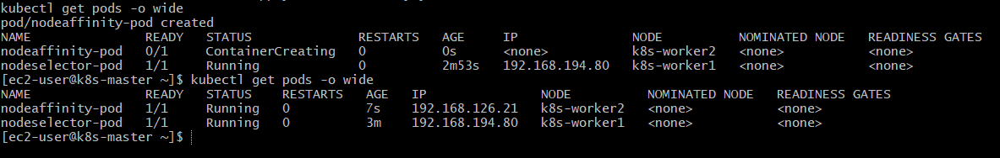 kubectl get pods -o wide
pod/nodeaffinity-pod created
NAME READY STATUS RESTARTS AGE IP NODE NOMINATED NODE READINESS GATES
nodeaffinity-pod 0/1 ContainerCreating 0 0s <none> k8s-worker2 <none> <none>
nodeselector-pod 1/1 Running 0 2m53s 192.168.194.80 k8s-worker1 <none> <none>
[ec2-user@k8s-master ~]$ kubectl get pods -o wide
NAME READY STATUS RESTARTS AGE IP NODE NOMINATED NODE READINESS GATES
nodeaffinity-pod 1/1 Running 0 7s 192.168.126.21 k8s-worker2 <none> <none>
nodeselector-pod 1/1 Running 0 3m 192.168.194.80 k8s-worker1 <none> <none>
[ec2-user@k8s-master ~]$